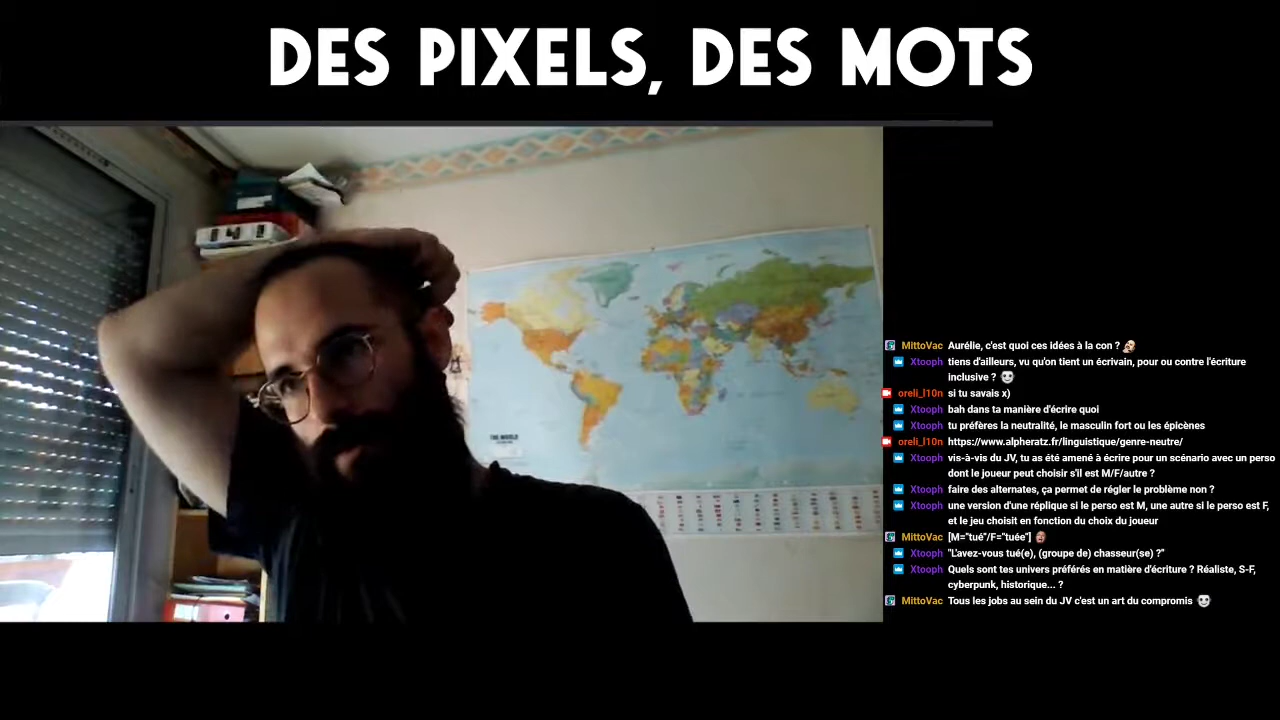 DES PIXELS, DES MOTS
THE WORLD
MittoVac Aurélie, c'est quoi ces idées à la con ?
Xtooph tiens d'ailleurs, vu qu'on tient un écrivain, pour ou contre l'écriture
inclusive ?
oreli_l10n si tu savais x)
Xtooph bah dans ta manière d'écrire quoi
Xtooph tu préfères la neutralité, le masculin fort ou les épicènes
oreli_l10n https://www.alpheratz.fr/linguistique/genre-neutre/
Xtooph vis-à-vis du JV, tu as été amené à écrire pour un scénario avec un perso
dont le joueur peut choisir s'il est M/F/autre ?
Xtooph faire des alternates, ça permet de régler le problème non ?
Xtooph une version d'une réplique si le perso est M, une autre si le perso est F,
et le jeu choisit en fonction du choix du joueur
MittoVac [M="tué"/F="tuée"]
Xtooph "L'avez-vous tué(e), (groupe de) chasseur(se) ?"
Xtooph Quels sont tes univers préférés en matière d'écriture ? Réaliste, S-F,
cyberpunk, historique... ?
MittoVac Tous les jobs au sein du JV c'est un art du compromis